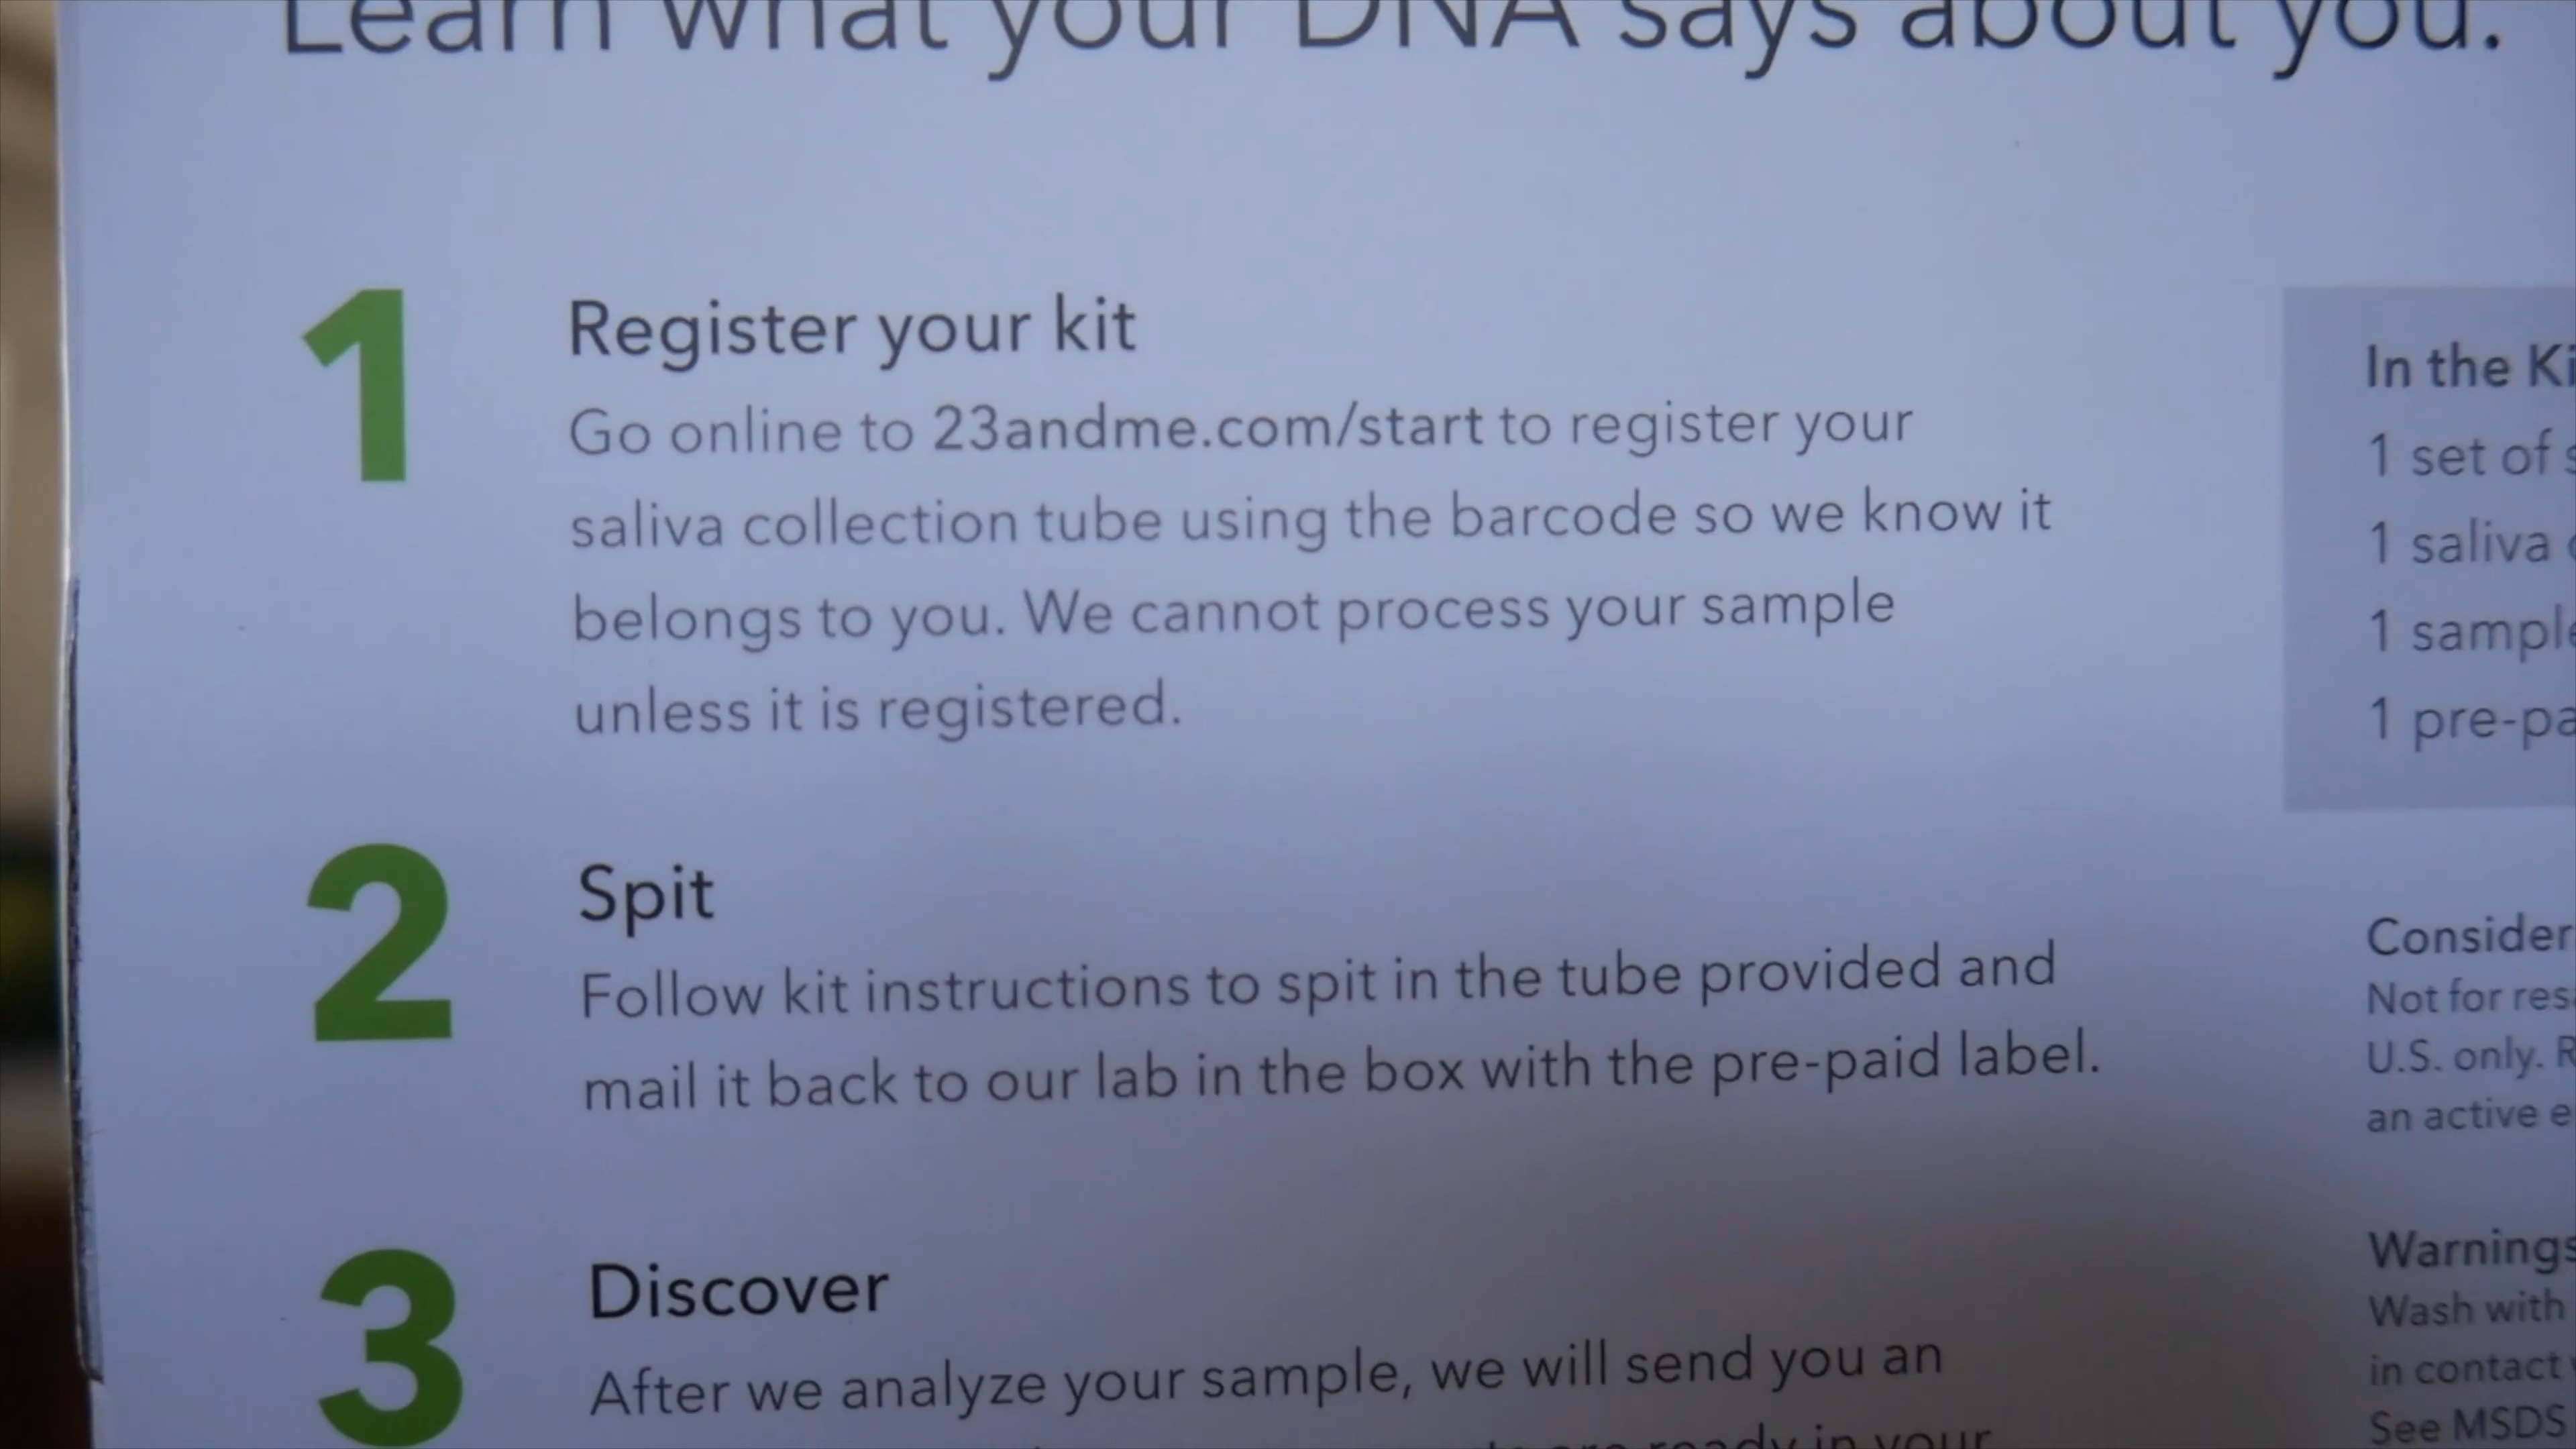 Learn what your DNA says about you.
1
Register your kit
Go online to 23andme.com/start to register your
saliva collection tube using the barcode so we know it
belongs to you. We cannot process your sample
unless it is registered.
2
Spit
Follow kit instructions to spit in the tube provided and
mail it back to our lab in the box with the pre-paid label.
3
Discover
After we analyze your sample, we will send you an
ready in your
In the
1 set of
1 saliva
1
1
Consider
Not for
U.S. only.
an active
Warnings
Wash with
in contact
See MSDS